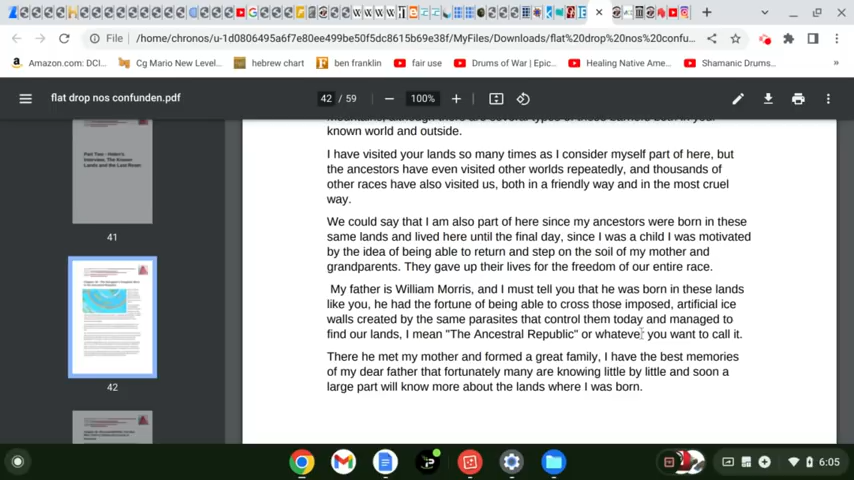 File
/home/chronos/u-1d0806495a7f7e80ee499be50f5dc8615b69e38f/MyFiles/Downloads/flat%20drop%20nos%20confu...
Amazon.com: DCI...
Cg Mario New Level...
hebrew chart
ben franklin
fair use
Drums of War | Epic...
Healing Native Ame...
Shamanic Drums...
flat drop nos confunden.pdf
42 / 59
100%
known world and outside.
I have visited your lands so many times as I consider myself part of here, but
the ancestors have even visited other worlds repeatedly, and thousands of
other races have also visited us, both in a friendly way and in the most cruel
way.
We could say that I am also part of here since my ancestors were born in these
same lands and lived here until the final day, since I was a child I was motivated
by the idea of being able to return and step on the soil of my mother and
grandparents. They gave up their lives for the freedom of our entire race.
My father is William Morris, and I must tell you that he was born in these lands
like you, he had the fortune of being able to cross those imposed, artificial ice
walls created by the same parasites that control them today and managed to
find our lands, I mean "The Ancestral Republic" or whatever you want to call it.
There he met my mother and formed a great family, I have the best memories
of my dear father that fortunately many are knowing little by little and soon a
large part will know more about the lands where I was born.
41
42
6:05